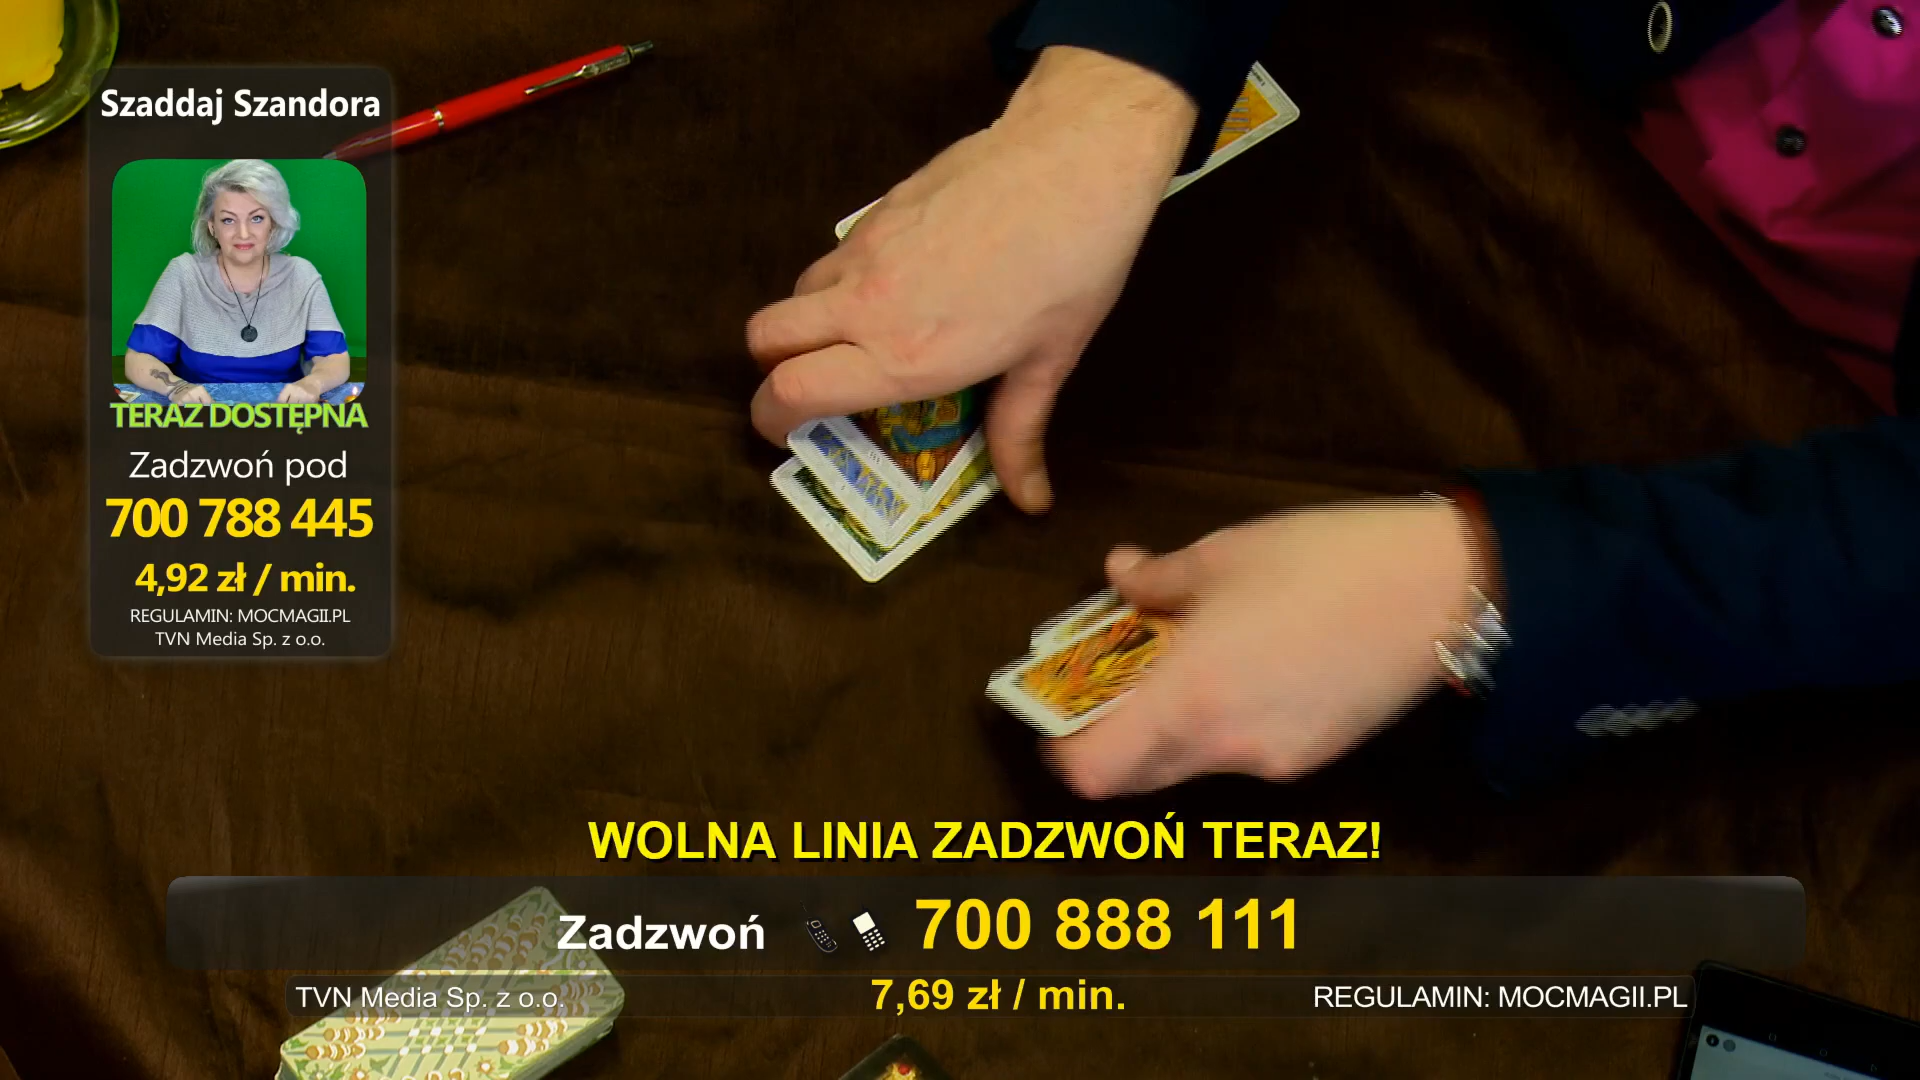 Szaddaj Szandora
TERAZ DOSTĘPNA
Zadzwoń pod
700 788 445
4,92 zł / min.
REGULAMIN: MOCMAGII.PL
TVN Media Sp. z o.o.
WOLNA LINIA ZADZWOŃ TERAZ!
Zadzwoń 700 888 111
TVN Media Sp. z o.o. 7,69 zł / min. REGULAMIN: MOCMAGII.PL